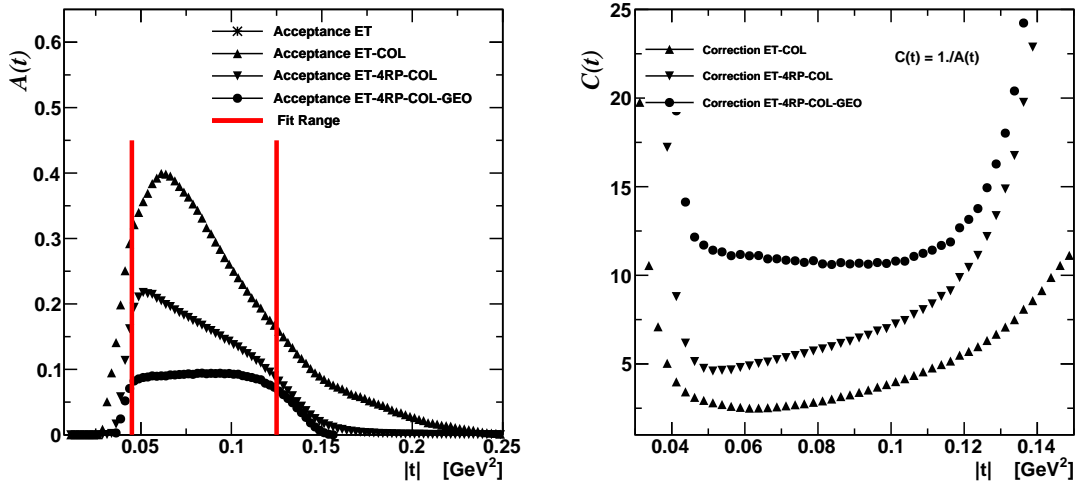 A(t)
0.6
0.5
0.4
0.3
0.2
0.1
0
Acceptance ET
Acceptance ET-COL
Acceptance ET-4RP-COL
Acceptance ET-4RP-COL-GEO
Fit Range
0.05 0.1 0.15 0.2 0.25
|t| [GeV²]
C(t)
25
20
15
10
5
Correction ET-COL
C(t) = 1./A(t)
Correction ET-4RP-COL
Correction ET-4RP-COL-GEO
0.04 0.06 0.08 0.1 0.12 0.14
|t| [GeV²]